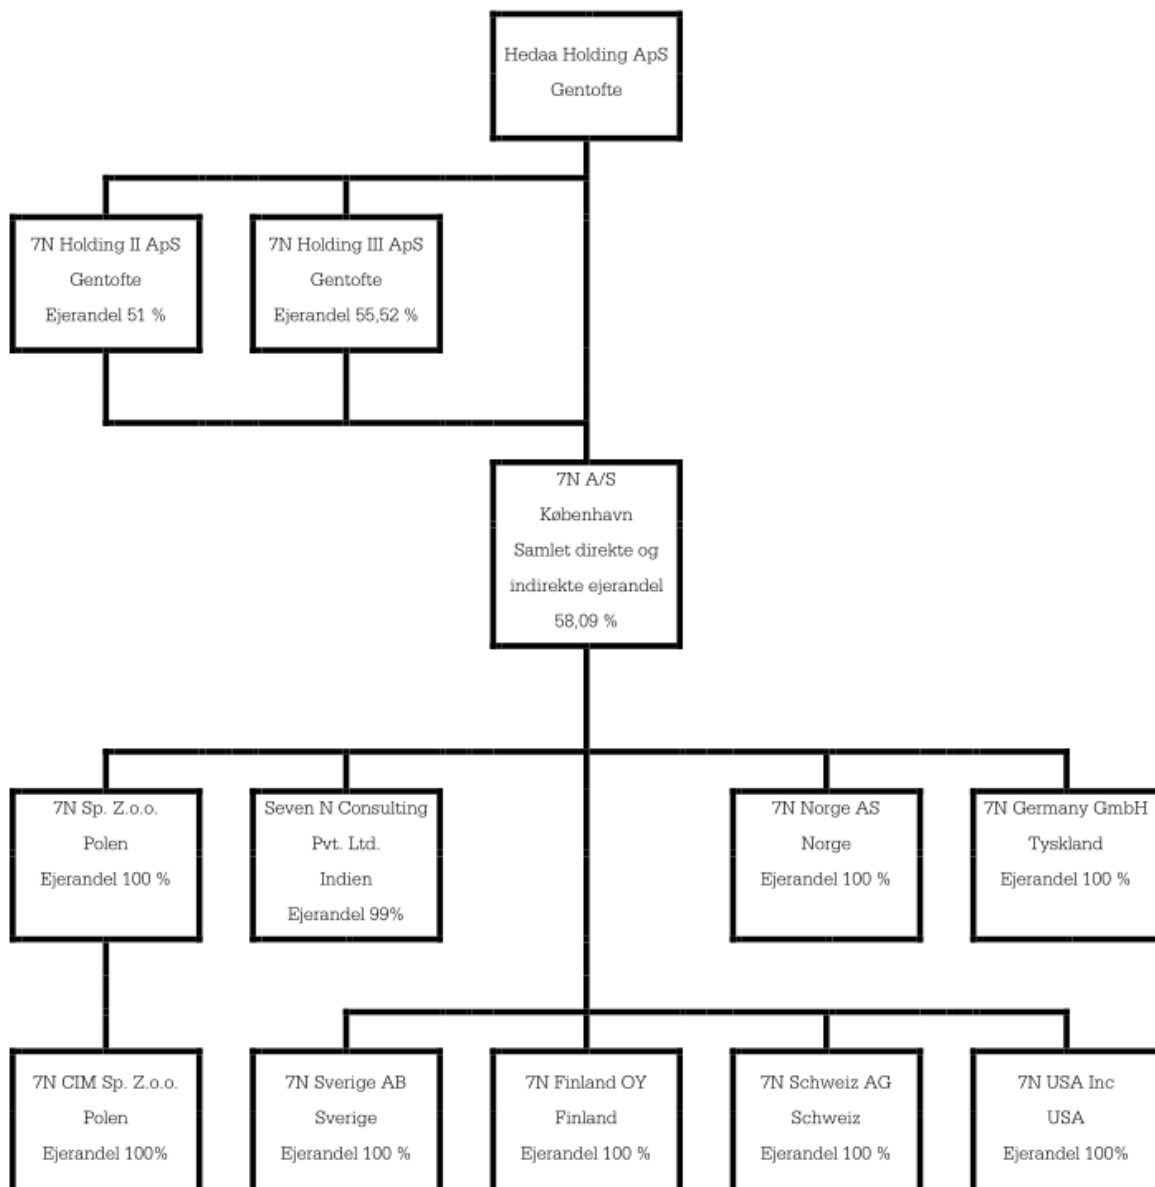 Hedaa Holding ApS
Gentofte
7N Holding II ApS
Gentofte
Ejerandel 51 %
7N Holding III ApS
Gentofte
Ejerandel 55,52 %
7N A/S
København
Samlet direkte og
indirekte ejerandel
58,09 %
7N Sp. Z.o.o.
Polen
Ejerandel 100 %
Seven N Consulting
Pvt. Ltd.
Indien
Ejerandel 99%
7N Norge AS
Norge
Ejerandel 100 %
7N Germany GmbH
Tyskland
Ejerandel 100 %
7N CIM Sp. Z.o.o.
Polen
Ejerandel 100%
7N Sverige AB
Sverige
Ejerandel 100 %
7N Finland OY
Finland
Ejerandel 100 %
7N Schweiz AG
Schweiz
Ejerandel 100 %
7N USA Inc
USA
Ejerandel 100%